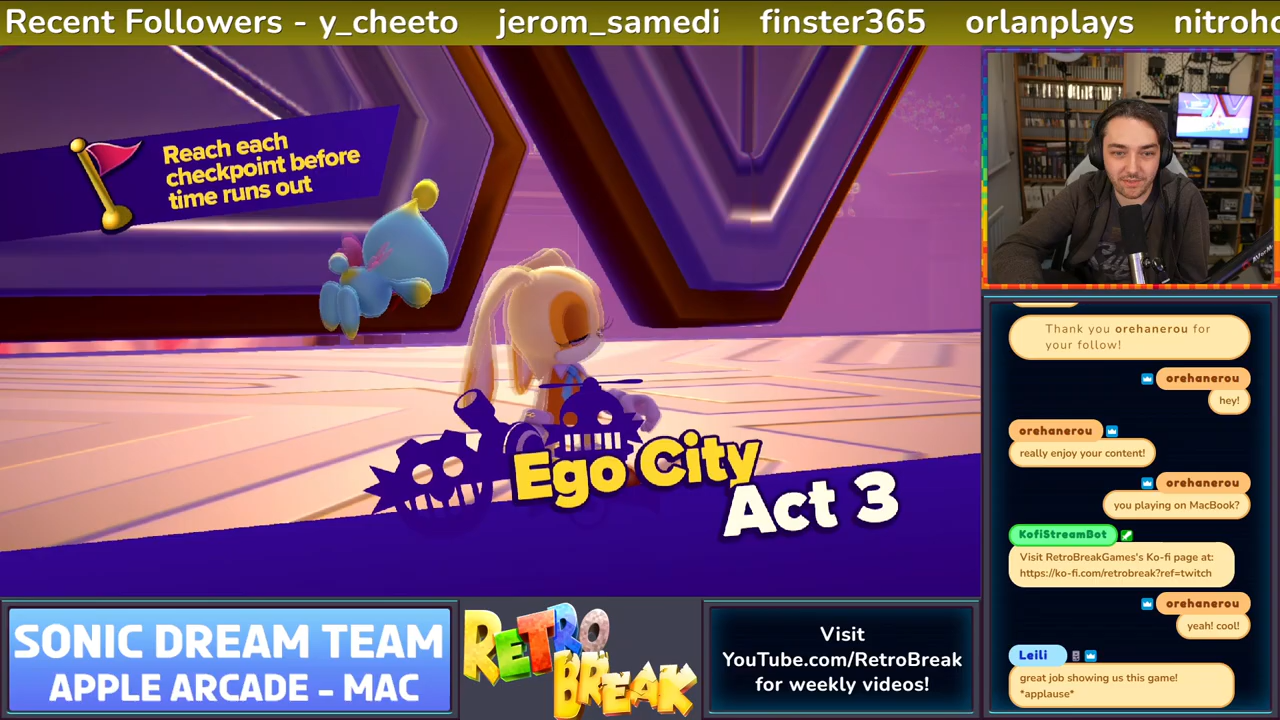 Recent Followers - y_cheeto jerom_samedi finster365 orlanplays nitroho
Reach each
checkpoint before
time runs out
Ego City
Act 3
Thank you orehanerou for
your follow!
orehanerou
hey!
orehanerou
really enjoy your content!
orehanerou
you playing on MacBook?
KofiStreamBot
Visit RetroBreakGames's Ko-fi page at:
https://ko-fi.com/retrobreak?ref=twitch
orehanerou
yeah! cool!
Leili
great job showing us this game!
*applause*
SONIC DREAM TEAM
APPLE ARCADE - MAC
RETRO
BREAK
Visit
YouTube.com/RetroBreak
for weekly videos!